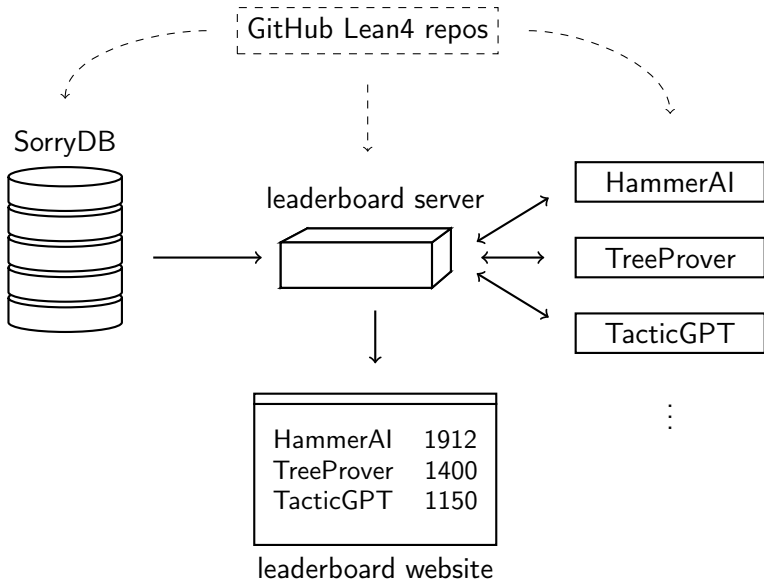 GitHub Lean4 repos
SorryDB
leaderboard server
HammerAI
TreeProver
TacticGPT
⋮
HammerAI 1912
TreeProver 1400
TacticGPT 1150
leaderboard website